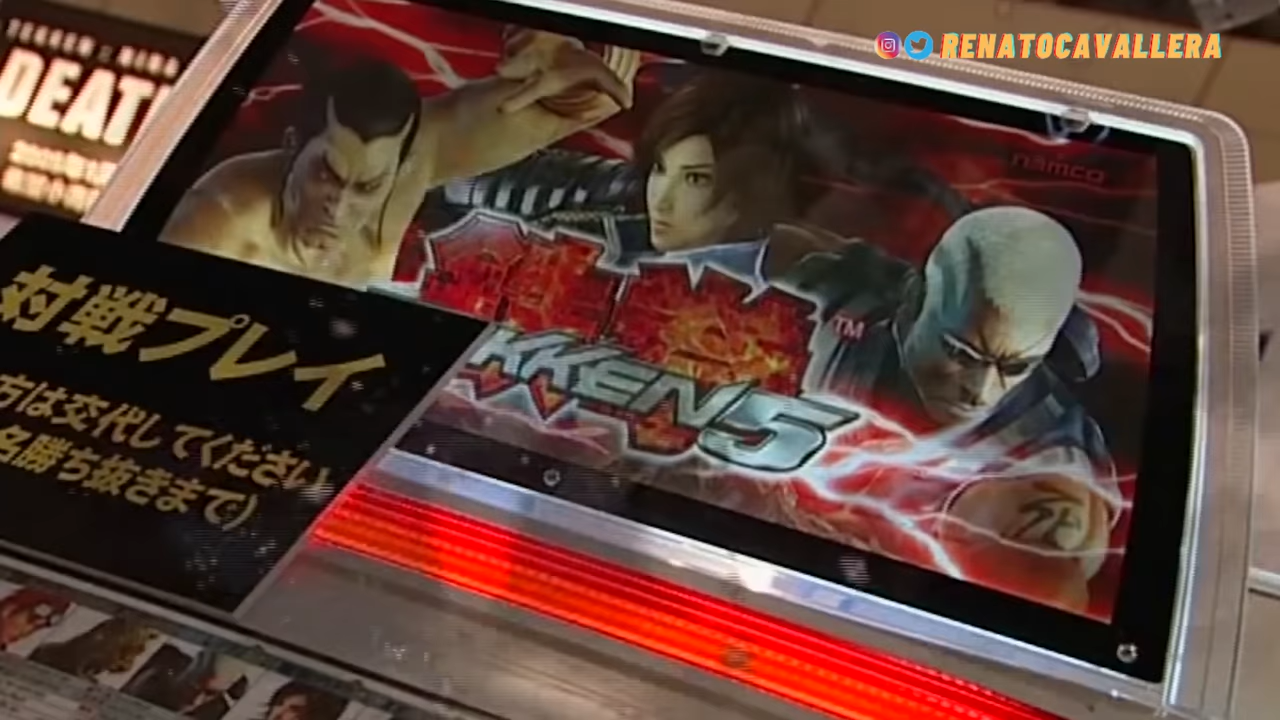 RENATOCAVALLERA
DEAT
namco
鉄拳
TM
KKEN5
対戦プレイ
方は交代してください
名勝ち抜きまで)